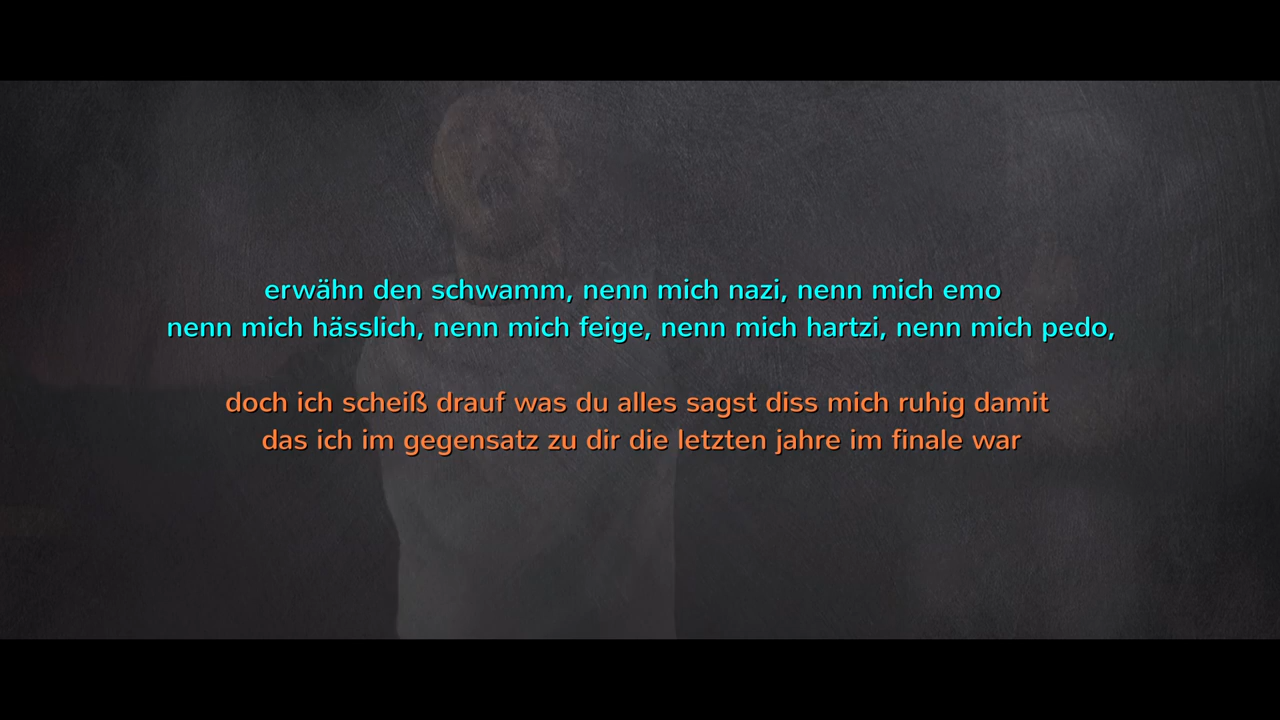 erwähn den schwamm, nenn mich nazi, nenn mich emo
nenn mich hässlich, nenn mich feige, nenn mich hartzi, nenn mich pedo,
doch ich scheiß drauf was du alles sagst diss mich ruhig damit
das ich im gegensatz zu dir die letzten jahre im finale war